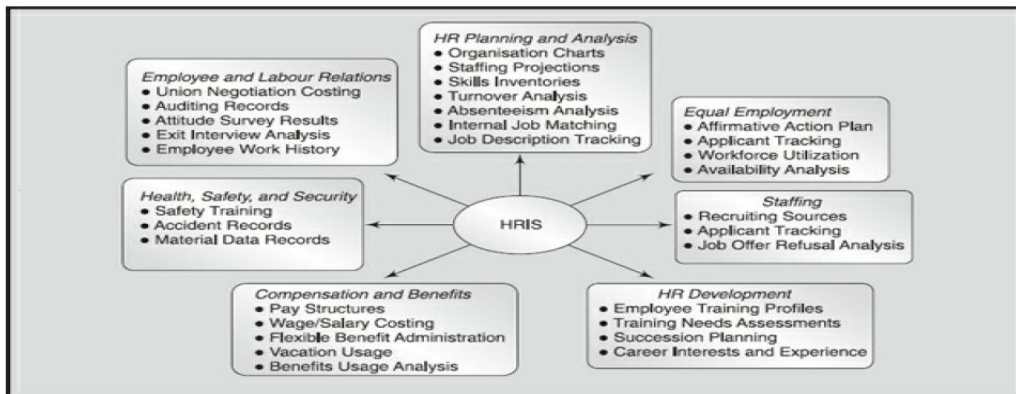 HR Planning and Analysis
● Organisation Charts
● Staffing Projections
● Skills Inventories
● Turnover Analysis
● Absenteeism Analysis
● Internal Job Matching
● Job Description Tracking
Employee and Labour Relations
● Union Negotiation Costing
● Auditing Records
● Attitude Survey Results
● Exit Interview Analysis
● Employee Work History
Equal Employment
● Affirmative Action Plan
● Applicant Tracking
● Workforce Utilization
● Availability Analysis
Health, Safety, and Security
● Safety Training
● Accident Records
● Material Data Records
HRIS
Staffing
● Recruiting Sources
● Applicant Tracking
● Job Offer Refusal Analysis
Compensation and Benefits
● Pay Structures
● Wage/Salary Costing
● Flexible Benefit Administration
● Vacation Usage
● Benefits Usage Analysis
HR Development
● Employee Training Profiles
● Training Needs Assessments
● Succession Planning
● Career Interests and Experience